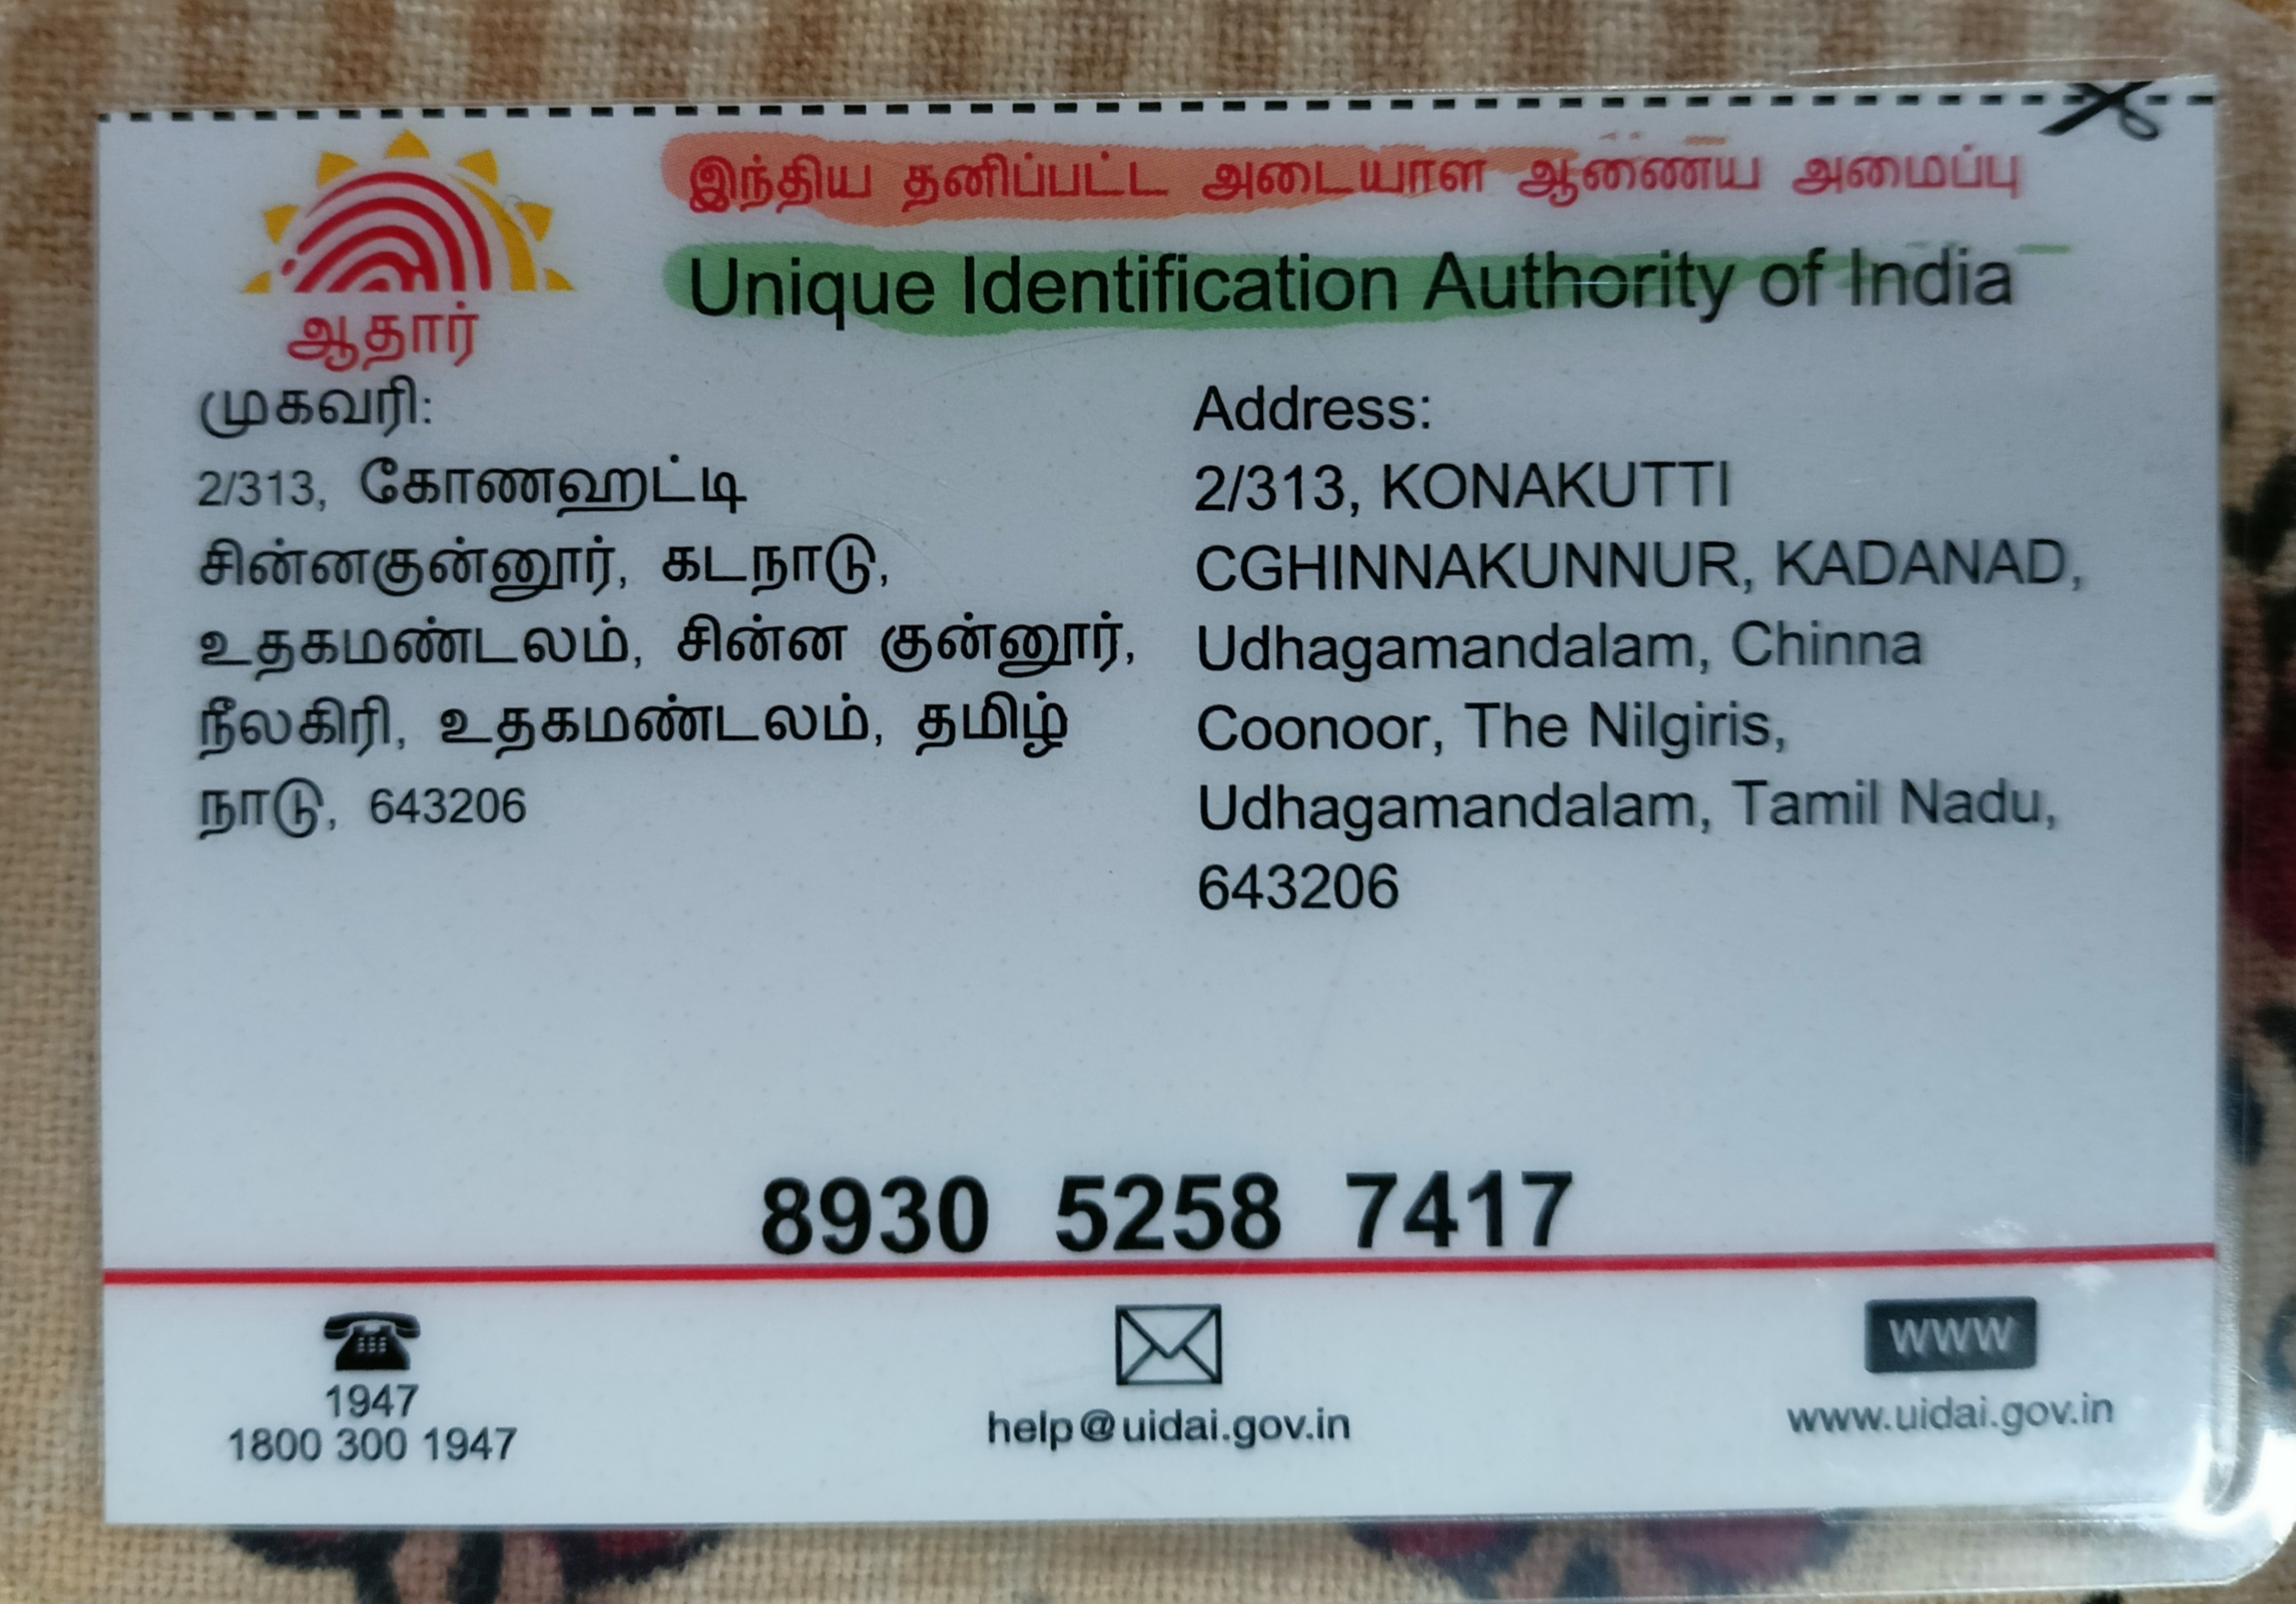 இந்திய தனிப்பட்ட அடையாள ஆணைய அமைப்பு
Unique Identification Authority of India
ஆதார்
முகவரி:
2/313, கோணஹட்டி
சின்னகுன்னூர், கடநாடு,
உதகமண்டலம், சின்ன குன்னூர்,
நீலகிரி, உதகமண்டலம், தமிழ்
நாடு, 643206
Address:
2/313, KONAKUTTI
CGHINNAKUNNUR, KADANAD,
Udhagamandalam, Chinna
Coonoor, The Nilgiris,
Udhagamandalam, Tamil Nadu,
643206
8930 5258 7417
1947
1800 300 1947
help@uidai.gov.in
WWW
www.uidai.gov.in